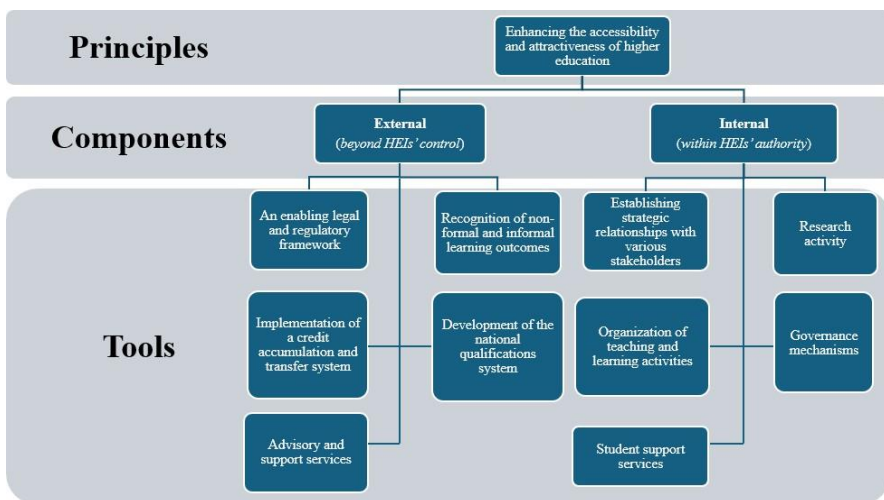 Principles
Enhancing the accessibility
and attractiveness of higher
education
Components
External
(beyond HEIs' control)
Internal
(within HEIs' authority)
Tools
An enabling legal
and regulatory
framework
Recognition of non-
formal and informal
learning outcomes
Establishing
strategic
relationships with
various
stakeholders
Research
activity
Implementation of
a credit
accumulation and
transfer system
Development of the
national
qualifications
system
Organization of
teaching and
learning activities
Governance
mechanisms
Advisory and
support services
Student support
services